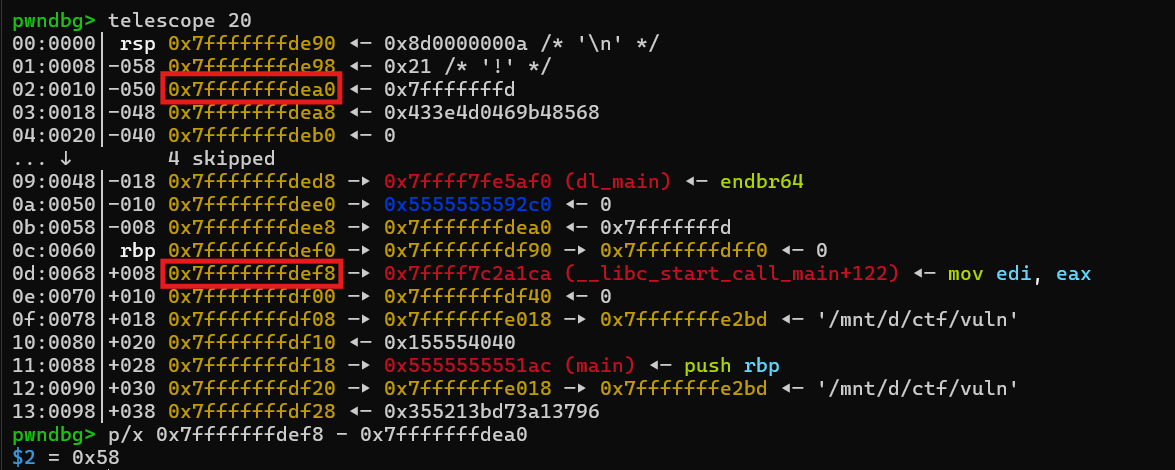 pwndbg> telescope 20
00:0000│ rsp 0x7fffffffde90 ◂— 0x8d0000000a /* '\n' */
01:0008│-058 0x7fffffffde98 ◂— 0x21 /* '!' */
02:0010│-050 0x7fffffffdea0 ◂— 0x7fffffffd
03:0018│-048 0x7fffffffdea8 ◂— 0x433e4d0469b48568
04:0020│-040 0x7fffffffdeb0 ◂— 0
... ↓     4 skipped
09:0048│-018 0x7fffffffded8 —▸ 0x7ffff7fe5af0 (dl_main) ◂— endbr64
0a:0050│-010 0x7fffffffdee0 —▸ 0x5555555592c0 ◂— 0
0b:0058│-008 0x7fffffffdee8 —▸ 0x7fffffffdea0 ◂— 0x7fffffffd
0c:0060│ rbp 0x7fffffffdef0 —▸ 0x7fffffffdf90 —▸ 0x7fffffffdff0 ◂— 0
0d:0068│+008 0x7fffffffdef8 —▸ 0x7ffff7c2a1ca (__libc_start_call_main+122) ◂— mov edi, eax
0e:0070│+010 0x7fffffffdf00 —▸ 0x7fffffffdf40 ◂— 0
0f:0078│+018 0x7fffffffdf08 —▸ 0x7fffffffe018 —▸ 0x7fffffffe2bd ◂— '/mnt/d/ctf/vuln'
10:0080│+020 0x7fffffffdf10 ◂— 0x155554040
11:0088│+028 0x7fffffffdf18 —▸ 0x5555555551ac (main) ◂— push rbp
12:0090│+030 0x7fffffffdf20 —▸ 0x7fffffffe018 —▸ 0x7fffffffe2bd ◂— '/mnt/d/ctf/vuln'
13:0098│+038 0x7fffffffdf28 ◂— 0x355213bd73a13796
pwndbg> p/x 0x7fffffffdef8 - 0x7fffffffdea0
$2 = 0x58